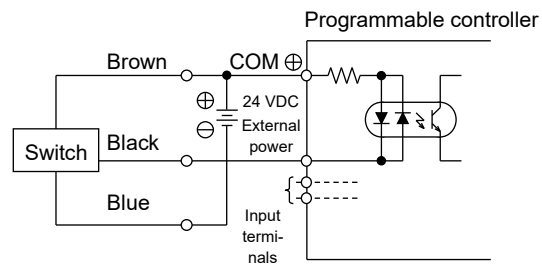 Programmable controller
Brown
COM ⊕
⊕
24 VDC
External
power
⊖
Switch
Black
Blue
Input
termi-
nals